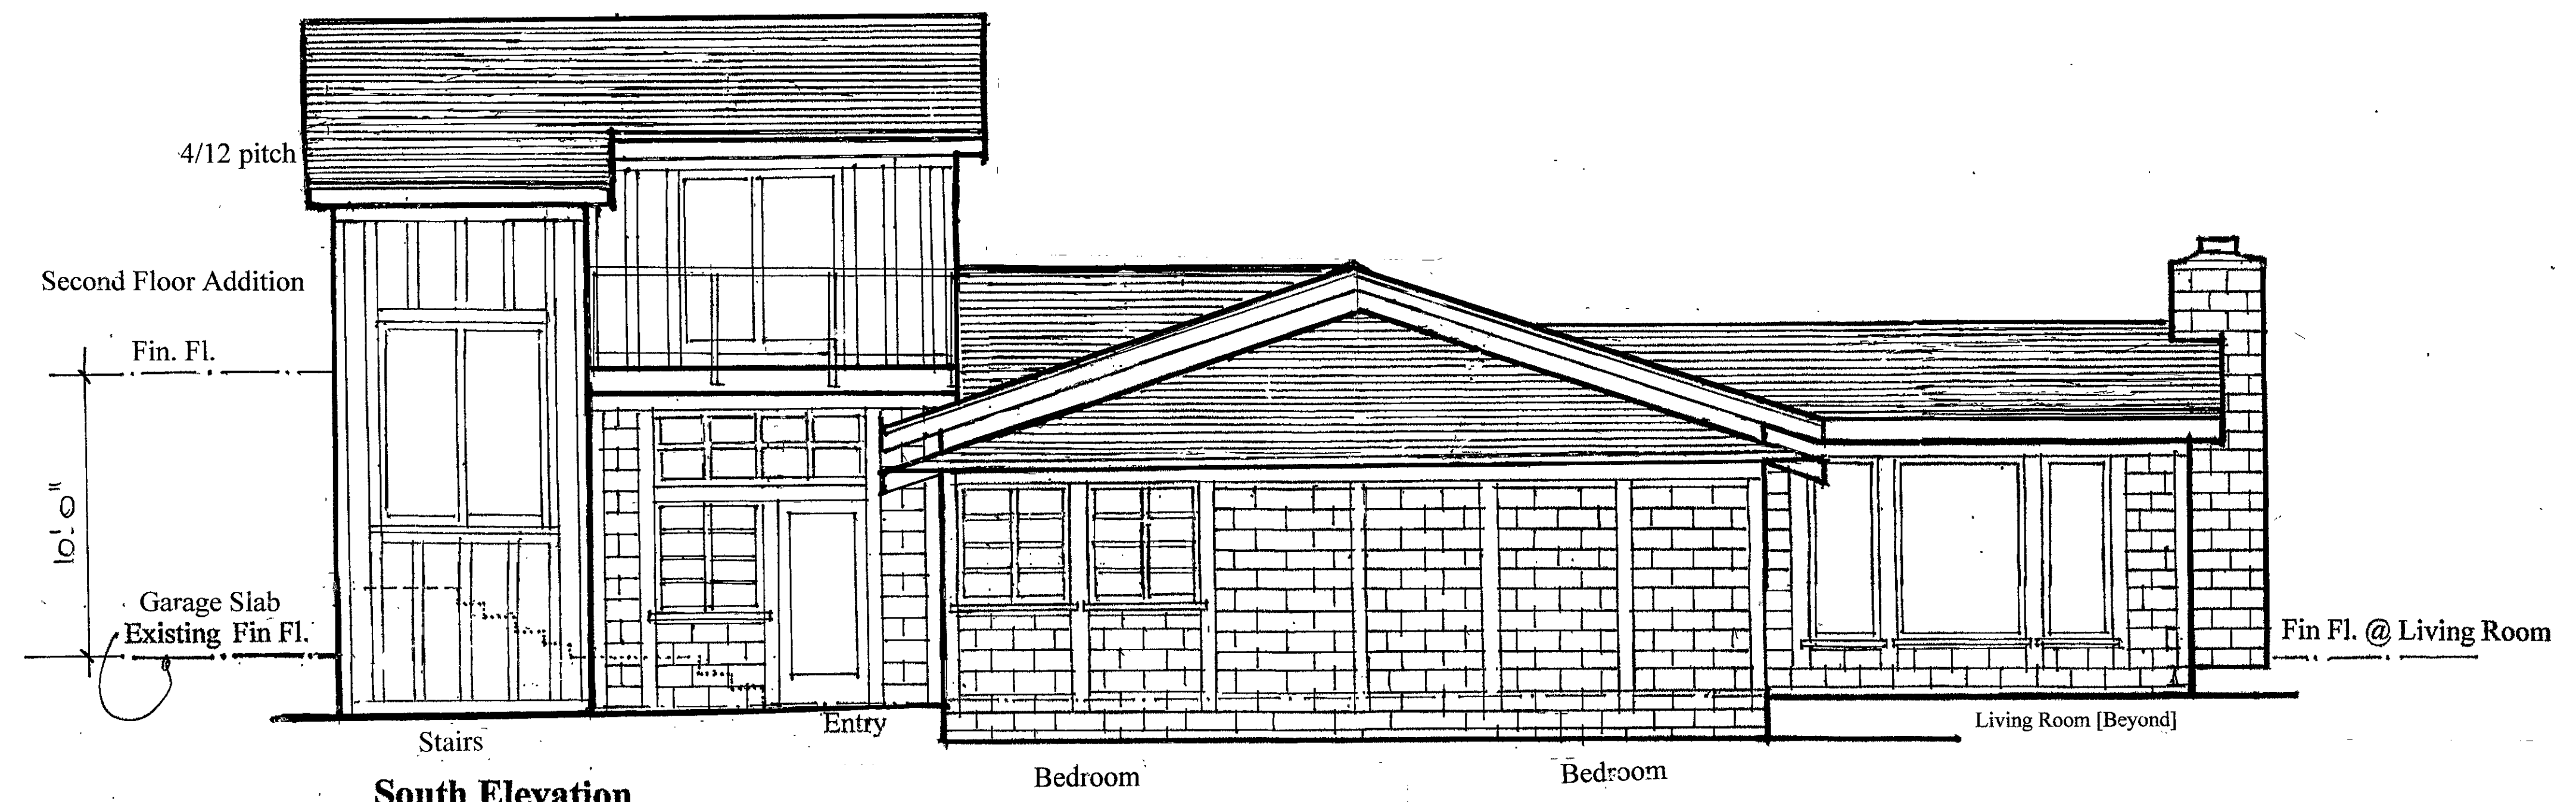 4/12 pitch
Second Floor Addition
Fin. Fl.
10'-0"
Garage Slab
Existing Fin Fl.
Fin Fl. @ Living Room
Stairs
Entry
Living Room [Beyond]
Bedroom
Bedroom
South Elevation